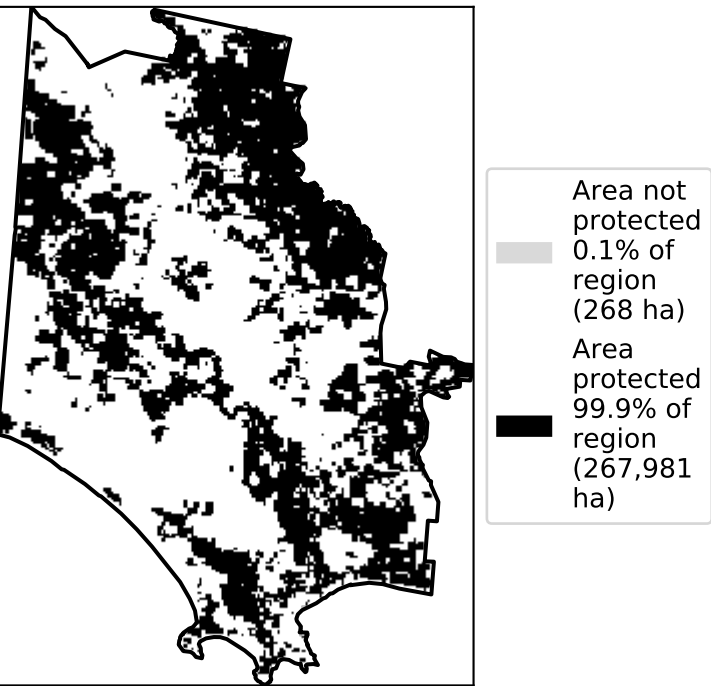 Area not
protected
0.1% of
region
(268 ha)
Area
protected
99.9% of
region
(267,981
ha)